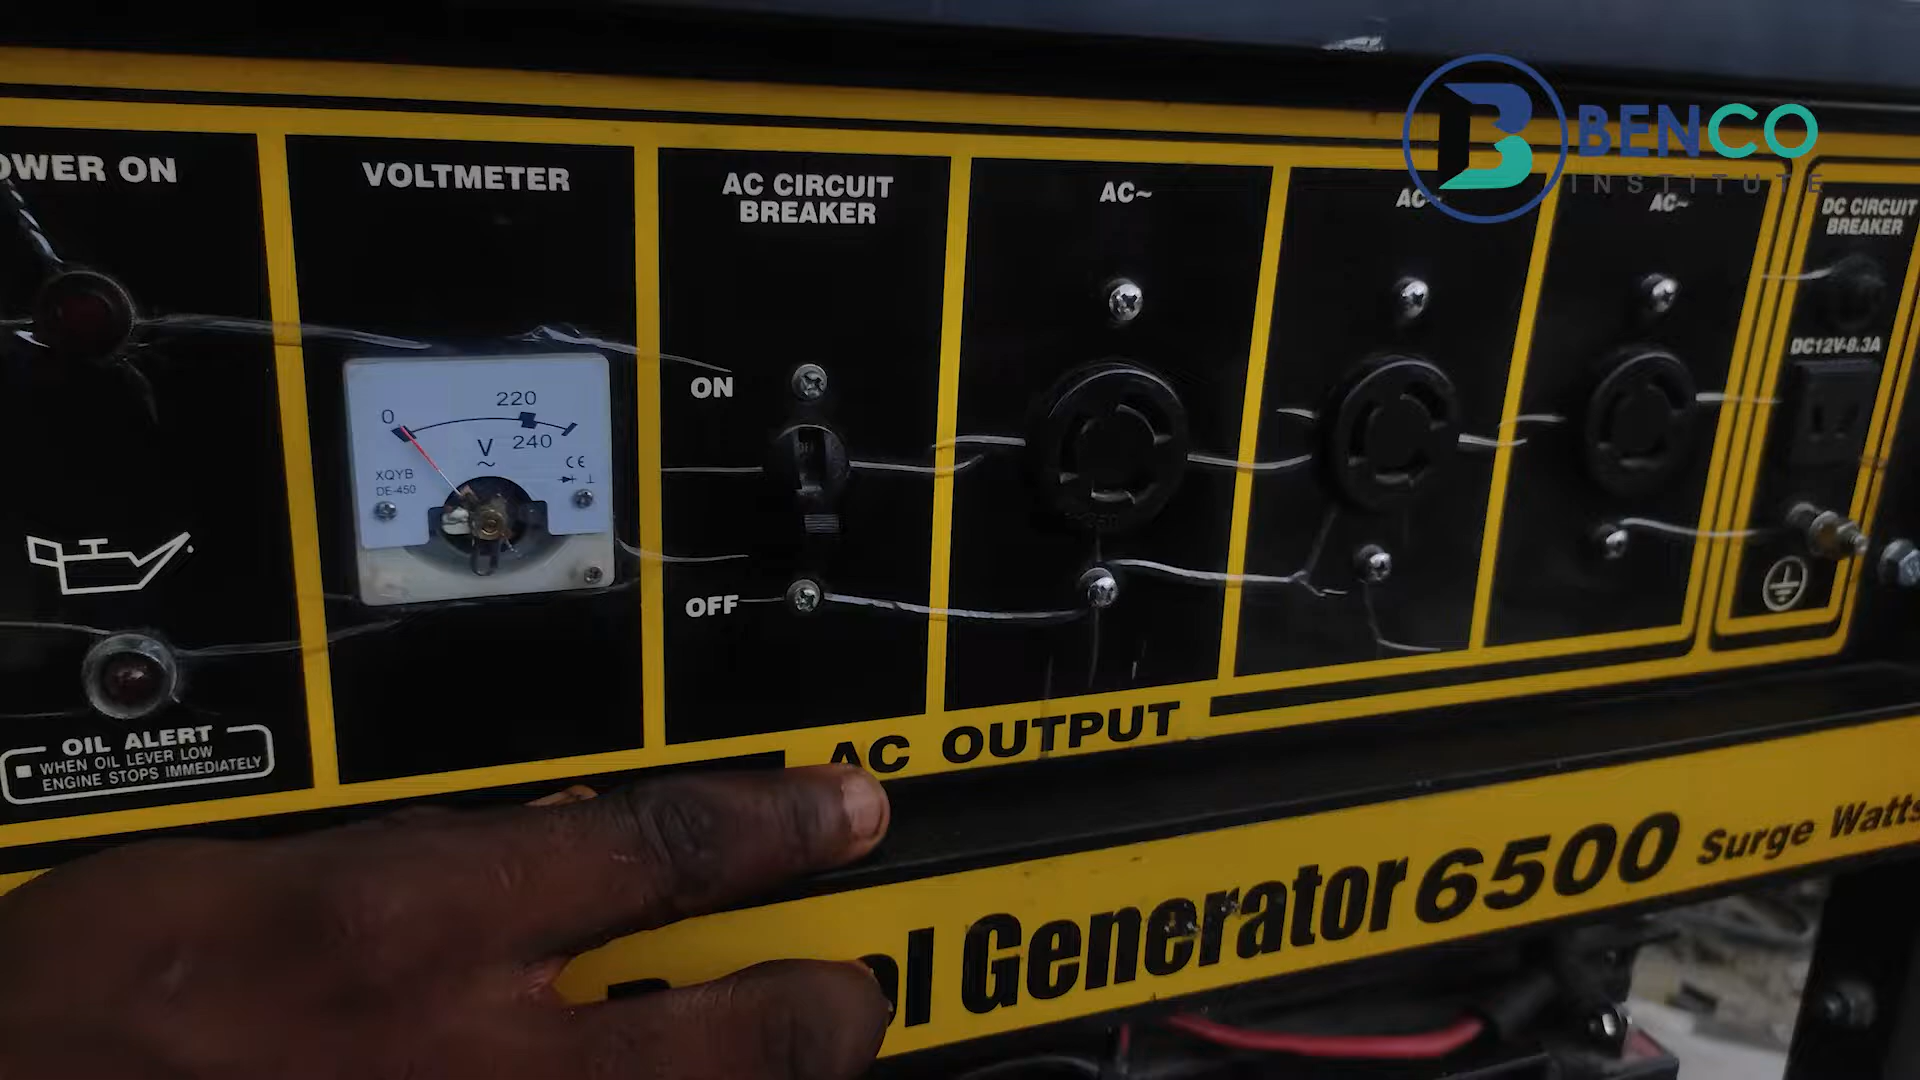 POWER ON
VOLTMETER
AC CIRCUIT
BREAKER
AC~
AC~
AC~
DC CIRCUIT
BREAKER
BENCO
INSTITUTE
DC12V-8.3A
ON
OFF
0
220
240
V
~
XQYB
DE-450
CE
OIL ALERT
WHEN OIL LEVER LOW
ENGINE STOPS IMMEDIATELY
AC OUTPUT
Generator 6500 Surge Watts